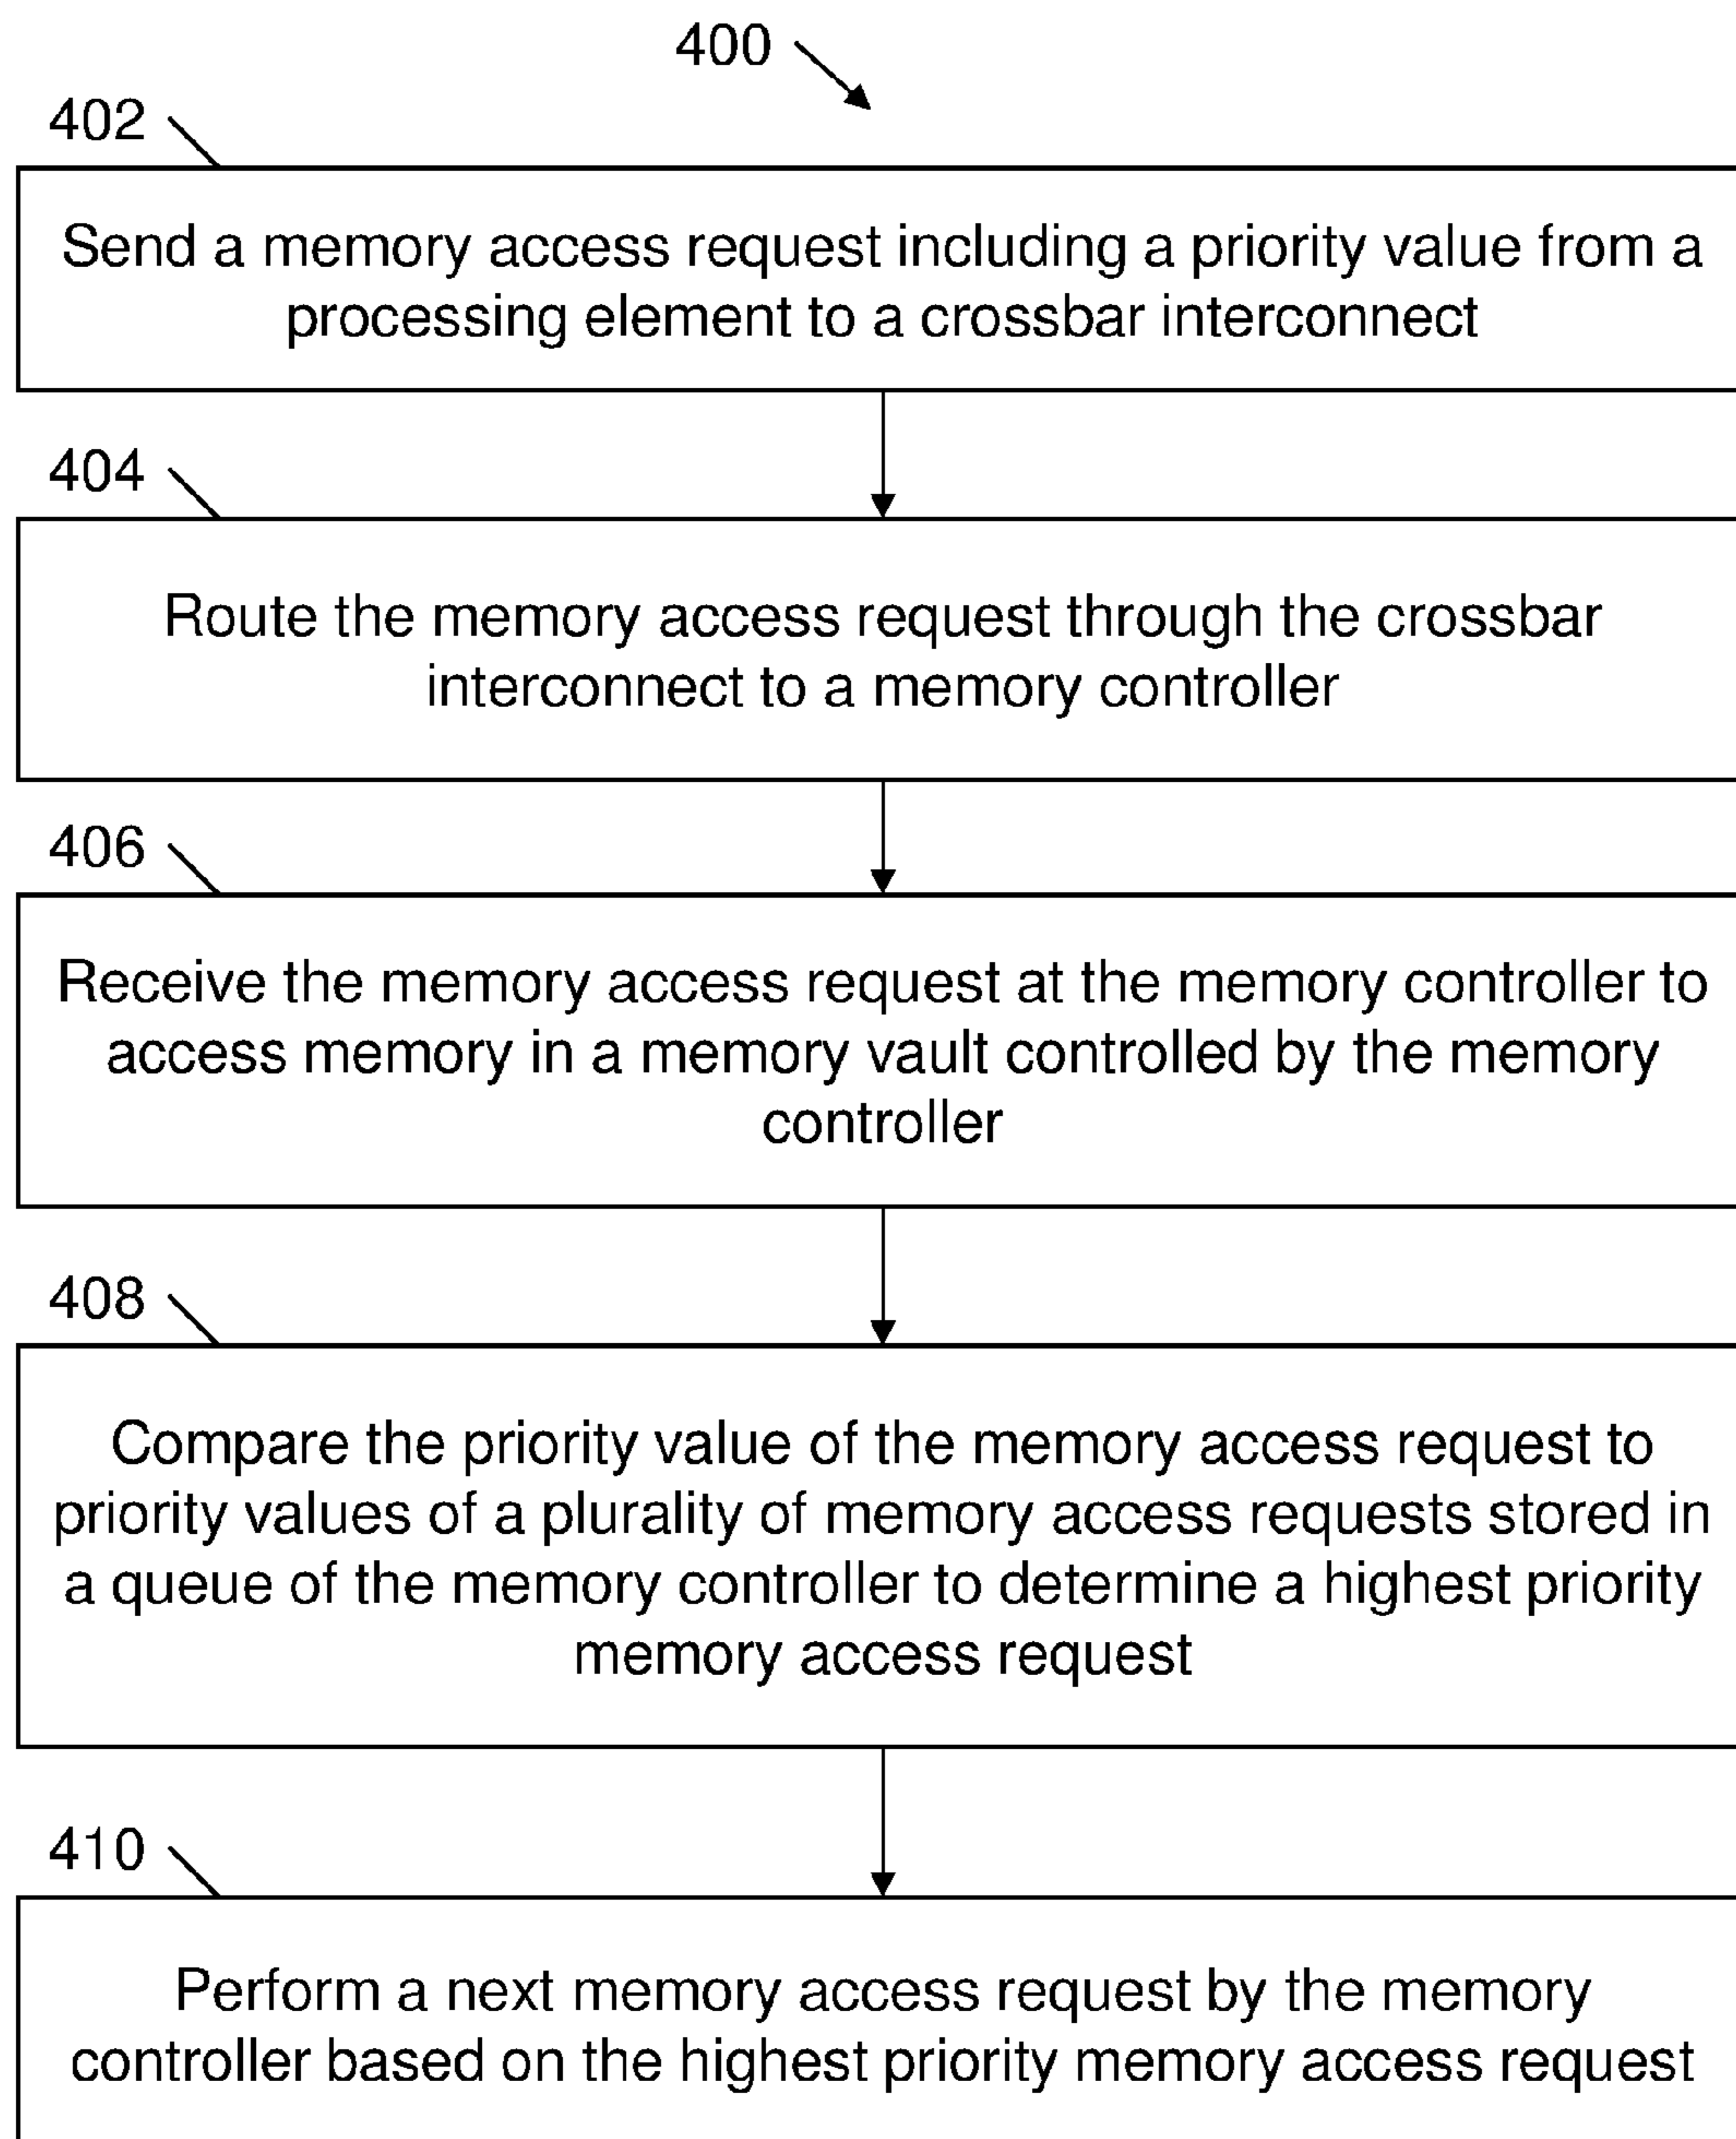 400
402
Send a memory access request including a priority value from a
processing element to a crossbar interconnect
404
Route the memory access request through the crossbar
interconnect to a memory controller
406
Receive the memory access request at the memory controller to
access memory in a memory vault controlled by the memory
controller
408
Compare the priority value of the memory access request to
priority values of a plurality of memory access requests stored in
a queue of the memory controller to determine a highest priority
memory access request
410
Perform a next memory access request by the memory
controller based on the highest priority memory access request